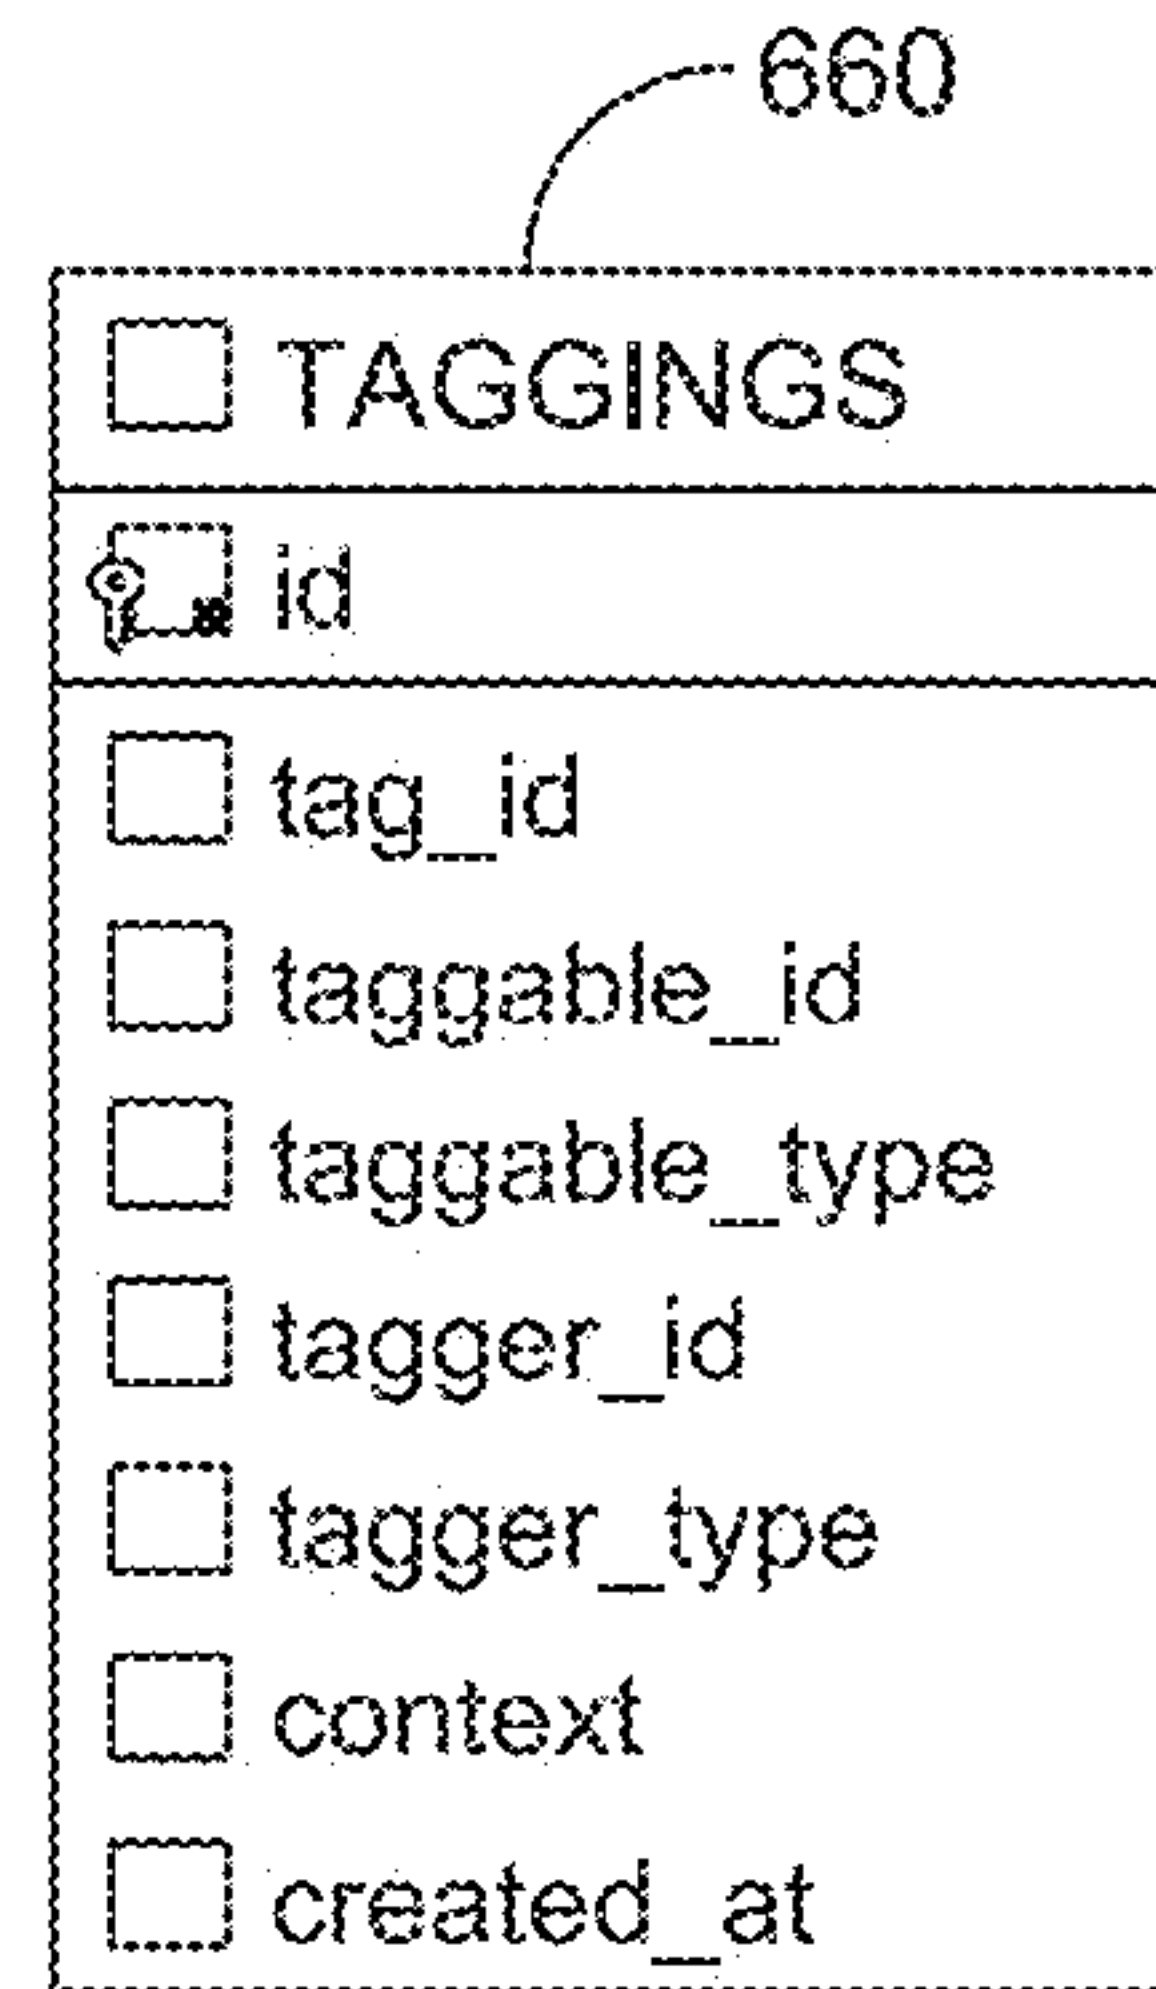 660
TAGGINGS
id
tag_id
taggable_id
taggable_type
tagger_id
tagger_type
context
created_at